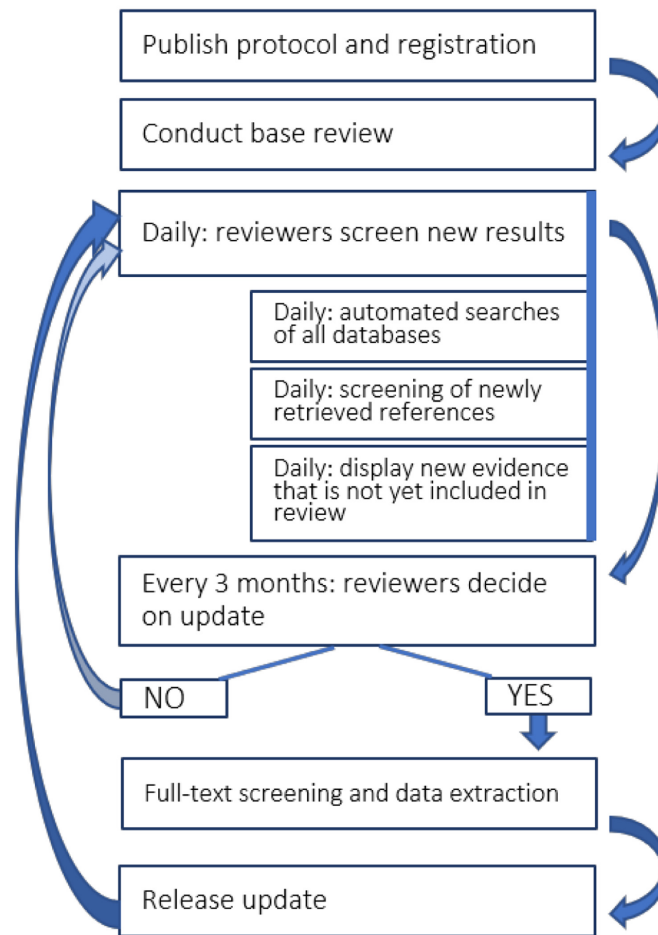 Publish protocol and registration
Conduct base review
Daily: reviewers screen new results
Daily: automated searches
of all databases
Daily: screening of newly
retrieved references
Daily: display new evidence
that is not yet included in
review
Every 3 months: reviewers decide
on update
NO
YES
Full-text screening and data extraction
Release update